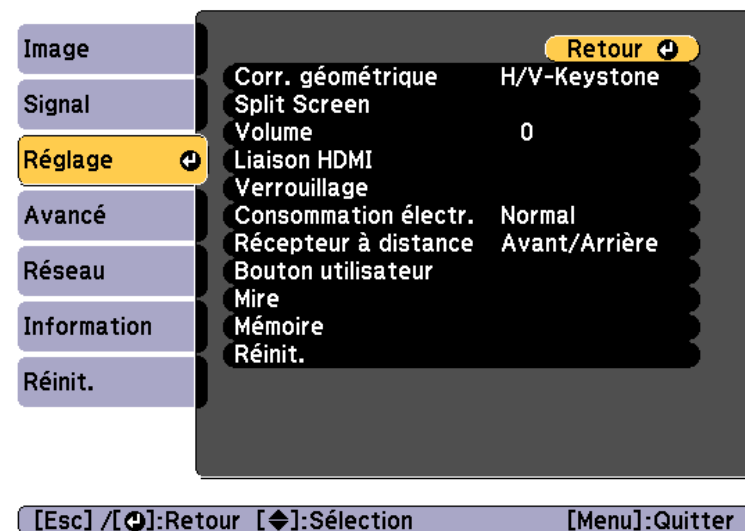 Image
Signal
Réglage
Avancé
Réseau
Information
Réinit.
Retour
Corr. géométrique H/V-Keystone
Split Screen
Volume 0
Liaison HDMI
Verrouillage
Consommation électr. Normal
Récepteur à distance Avant/Arrière
Bouton utilisateur
Mire
Mémoire
Réinit.
[Esc] /[⏎]:Retour [◆]:Sélection [Menu]:Quitter